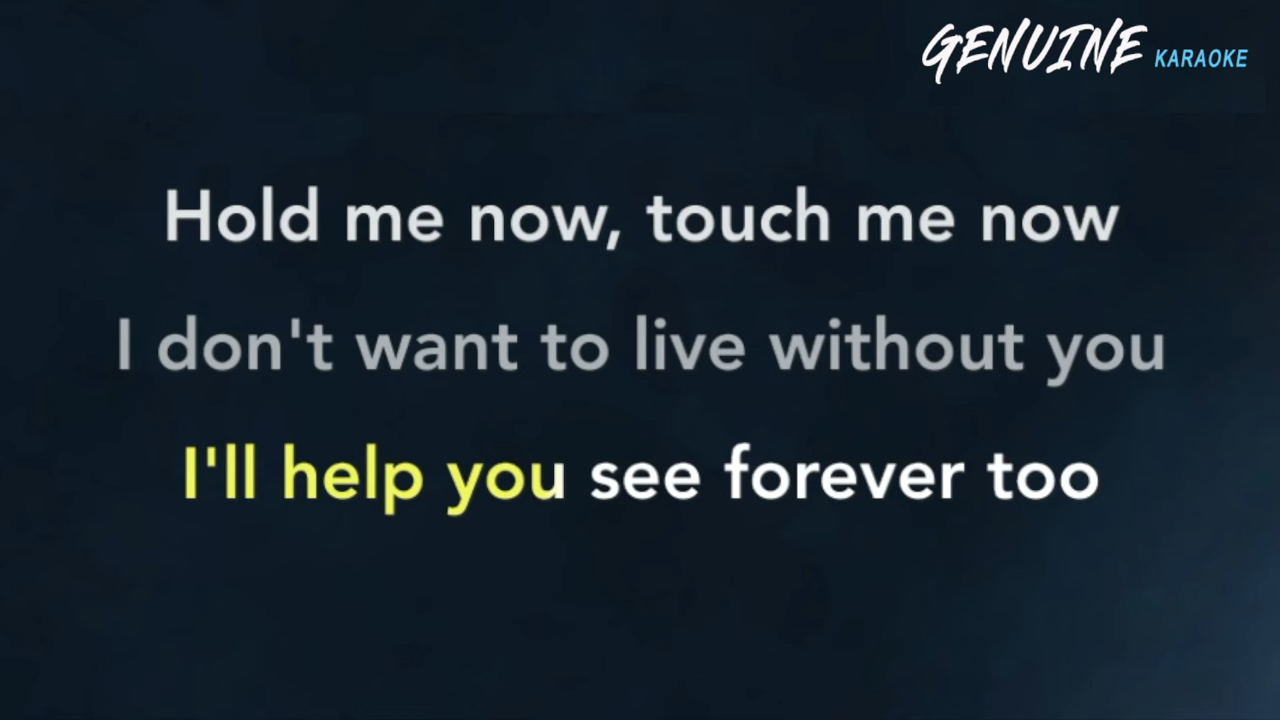 GENUINE KARAOKE
Hold me now, touch me now
I don't want to live without you
I'll help you see forever too